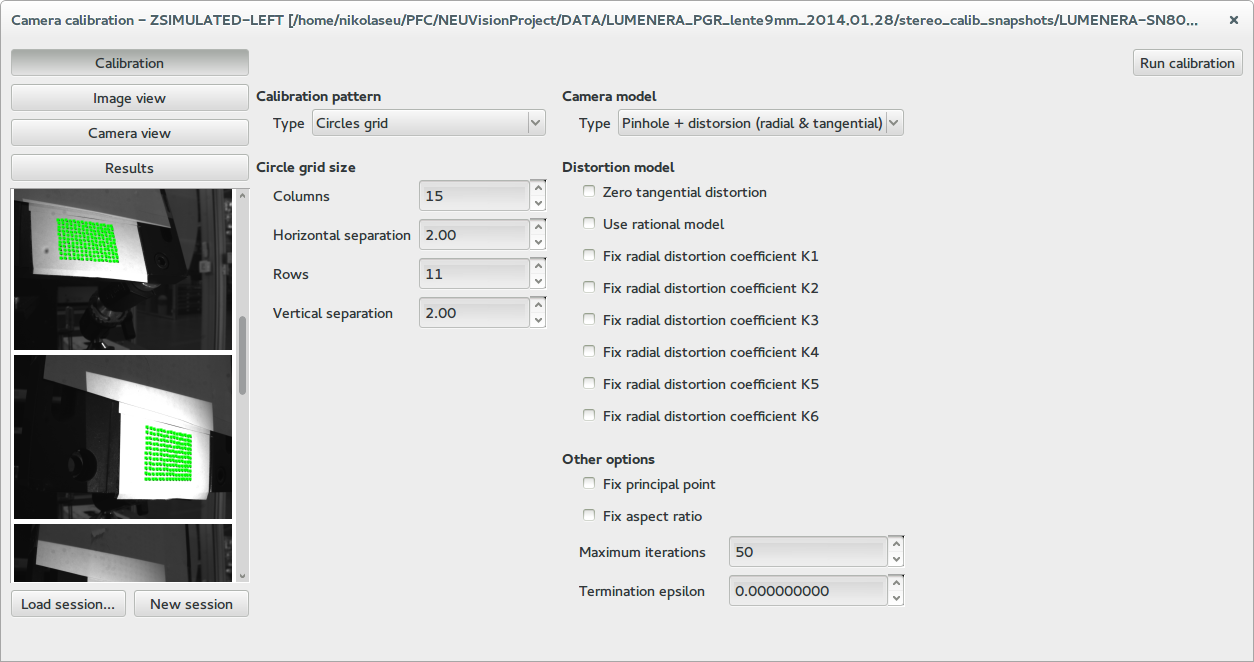 Camera calibration - ZSIMULATED-LEFT [/home/nikolaseu/PFC/NEUVisionProject/DATA/LUMENERA_PGR_lente9mm_2014.01.28/stereo_calib_snapshots/LUMENERA-SN80...
Calibration
Image view
Camera view
Results
Load session...
New session
Run calibration
Calibration pattern
Type Circles grid
Circle grid size
Columns 15
Horizontal separation 2.00
Rows 11
Vertical separation 2.00
Camera model
Type Pinhole + distorsion (radial & tangential)
Distortion model
Zero tangential distortion
Use rational model
Fix radial distortion coefficient K1
Fix radial distortion coefficient K2
Fix radial distortion coefficient K3
Fix radial distortion coefficient K4
Fix radial distortion coefficient K5
Fix radial distortion coefficient K6
Other options
Fix principal point
Fix aspect ratio
Maximum iterations 50
Termination epsilon 0.000000000